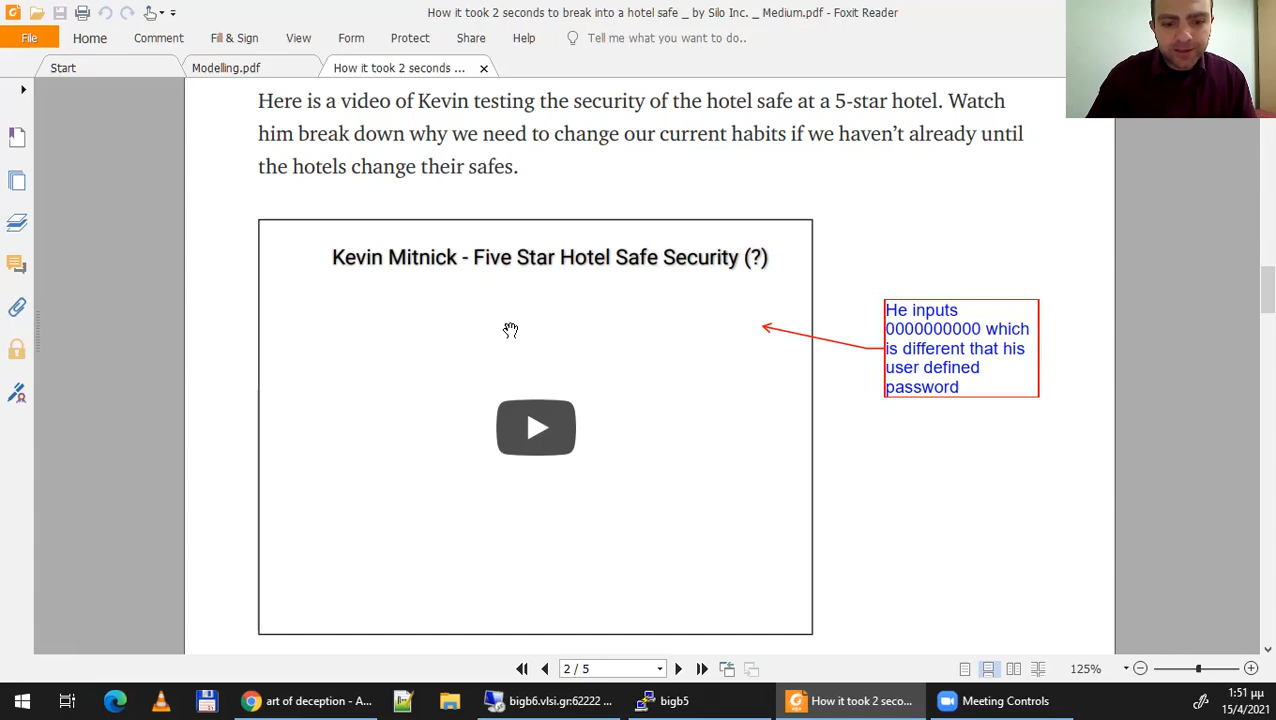 How it took 2 seconds to break into a hotel safe _ by Silo Inc. _ Medium.pdf - Foxit Reader
File Home Comment Fill & Sign View Form Protect Share Help Tell me what you want to do..
Start Modelling.pdf How it took 2 seconds ...
Here is a video of Kevin testing the security of the hotel safe at a 5-star hotel. Watch
him break down why we need to change our current habits if we haven’t already until
the hotels change their safes.
Kevin Mitnick - Five Star Hotel Safe Security (?)
He inputs
0000000000 which
is different that his
user defined
password
2 / 5
125%
art of deception - A...
bigb6.vlsi.gr:62222 ...
bigb5
How it took 2 seco...
Meeting Controls
1:51 μμ
15/4/2021